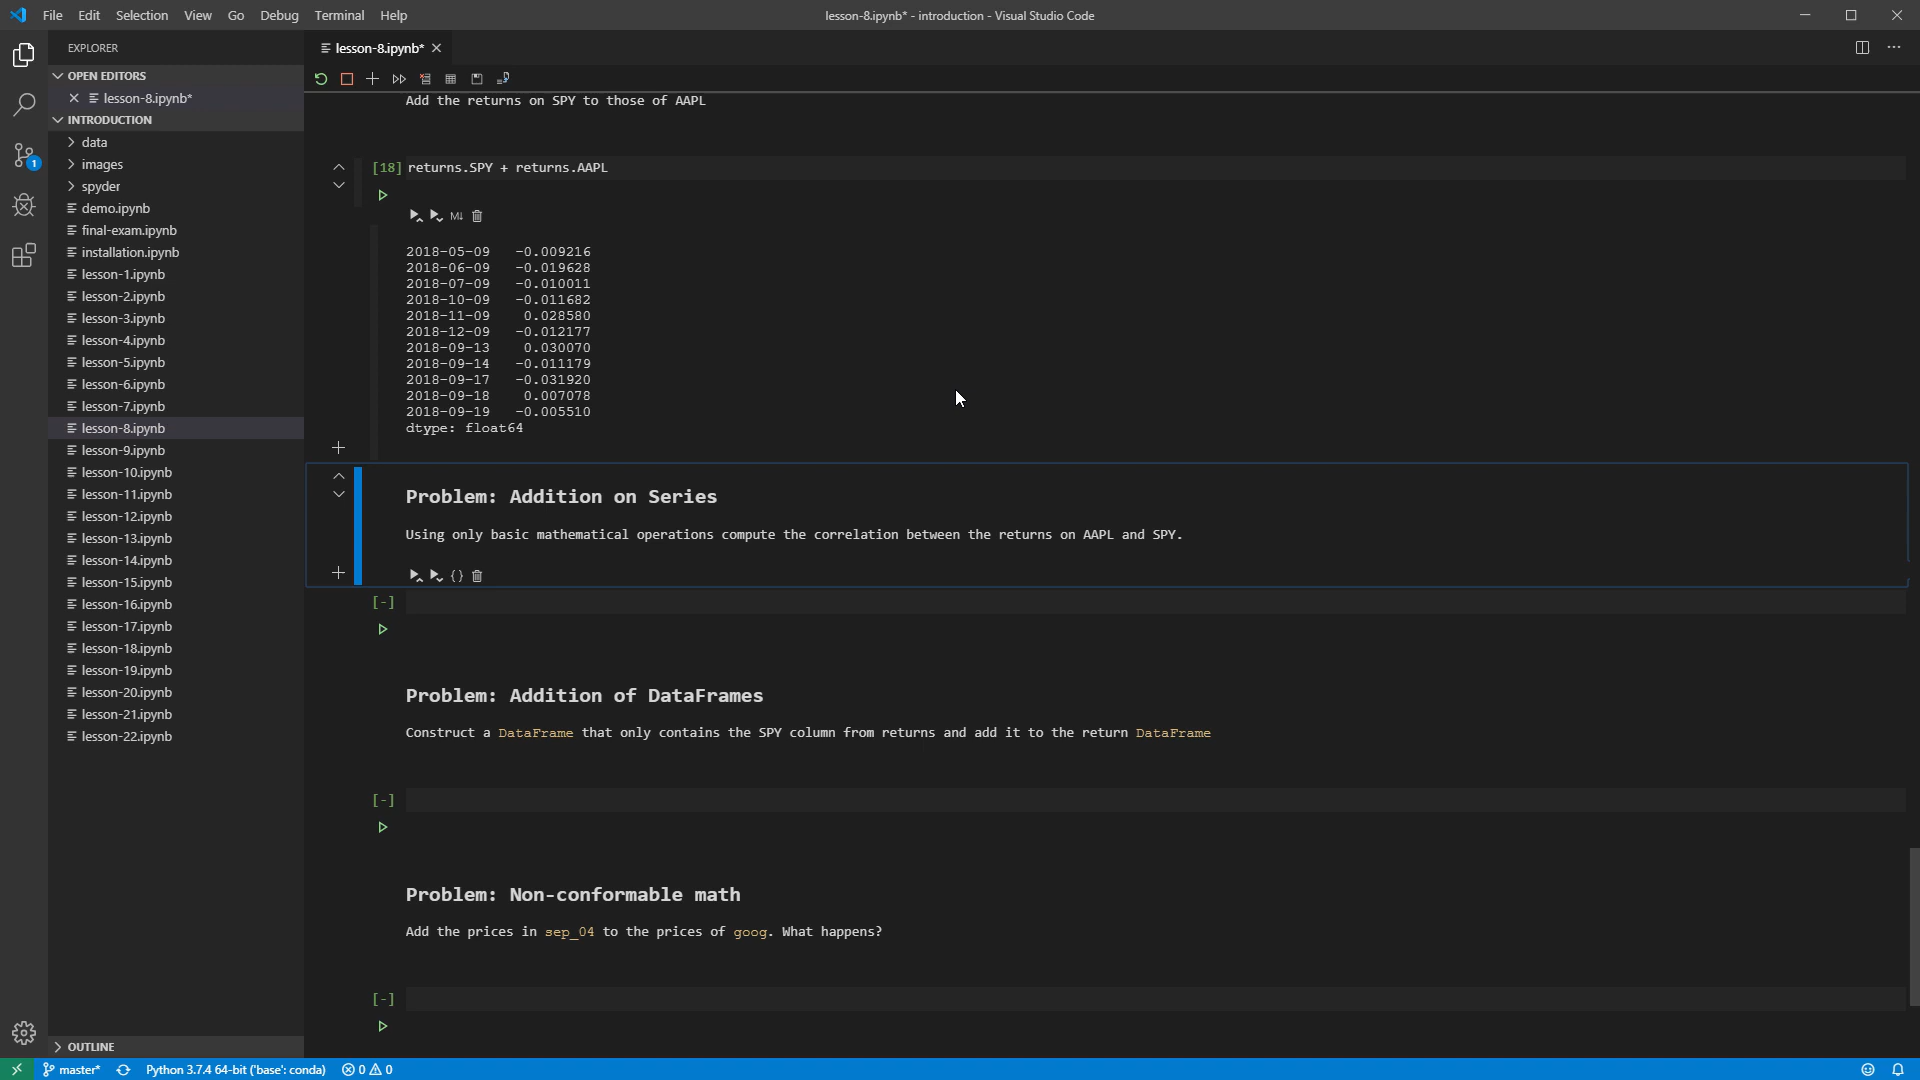 File Edit Selection View Go Debug Terminal Help
lesson-8.ipynb* - introduction - Visual Studio Code
EXPLORER
OPEN EDITORS
lesson-8.ipynb*
INTRODUCTION
data
images
spyder
demo.ipynb
final-exam.ipynb
installation.ipynb
lesson-1.ipynb
lesson-2.ipynb
lesson-3.ipynb
lesson-4.ipynb
lesson-5.ipynb
lesson-6.ipynb
lesson-7.ipynb
lesson-8.ipynb
lesson-9.ipynb
lesson-10.ipynb
lesson-11.ipynb
lesson-12.ipynb
lesson-13.ipynb
lesson-14.ipynb
lesson-15.ipynb
lesson-16.ipynb
lesson-17.ipynb
lesson-18.ipynb
lesson-19.ipynb
lesson-20.ipynb
lesson-21.ipynb
lesson-22.ipynb
OUTLINE
1
lesson-8.ipynb*
Add the returns on SPY to those of AAPL
[18] returns.SPY + returns.AAPL
M↓
2018-05-09 -0.009216
2018-06-09 -0.019628
2018-07-09 -0.010011
2018-10-09 -0.011682
2018-11-09 0.028580
2018-12-09 -0.012177
2018-09-13 0.030070
2018-09-14 -0.011179
2018-09-17 -0.031920
2018-09-18 0.007078
2018-09-19 -0.005510
dtype: float64
Problem: Addition on Series
Using only basic mathematical operations compute the correlation between the returns on AAPL and SPY.
{}
[-]
Problem: Addition of DataFrames
Construct a DataFrame that only contains the SPY column from returns and add it to the return DataFrame
[-]
Problem: Non-conformable math
Add the prices in sep_04 to the prices of goog. What happens?
[-]
master* Python 3.7.4 64-bit ('base': conda) 0 0